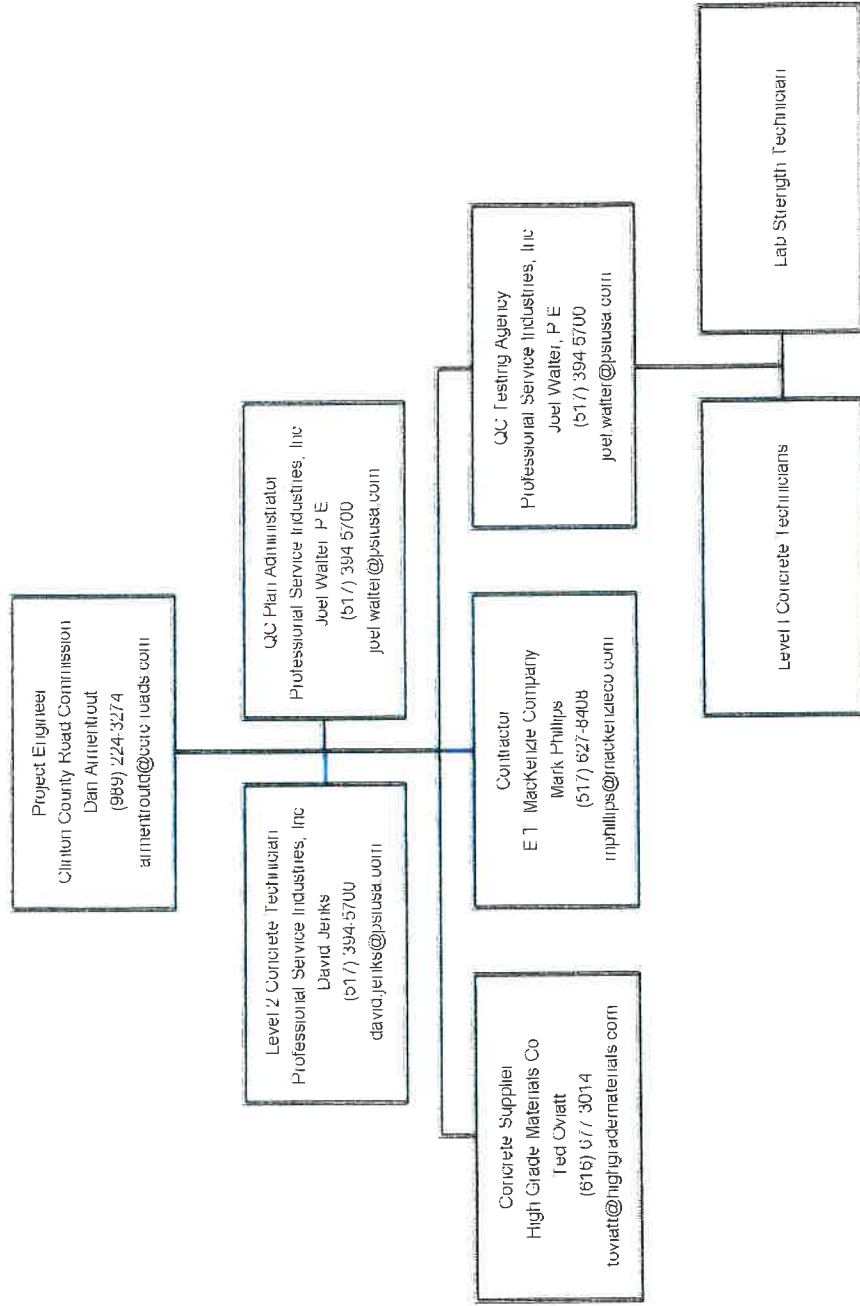 Project Engineer
Clinton County Road Commission
Dan Armentrout
(989) 224-3274
Level 2 Concrete Technician
Professional Service Industries, Inc
David Jenks
(517) 394-5700
david.jenks@psiusa.com
QC Plan Administrator
Professional Service Industries, Inc
Joel Walter P E
(517) 394 5700
joel walter@psiusa.com
Concrete Supplier
High Grade Materials Co
Ted Oviatt
(616) 677 3014
toviatt@highgradematerials com
Contractor
E T MacKenzie Company
Mark Phillips
(517) 627-8408
mphillips@mackenzieco com
QC Testing Agency
Professional Service Industries, Inc
Joel Walter, P E
(517) 394 5700
joel walter@psiusa com
Level I Concrete Technicians
Lab Strength Technician